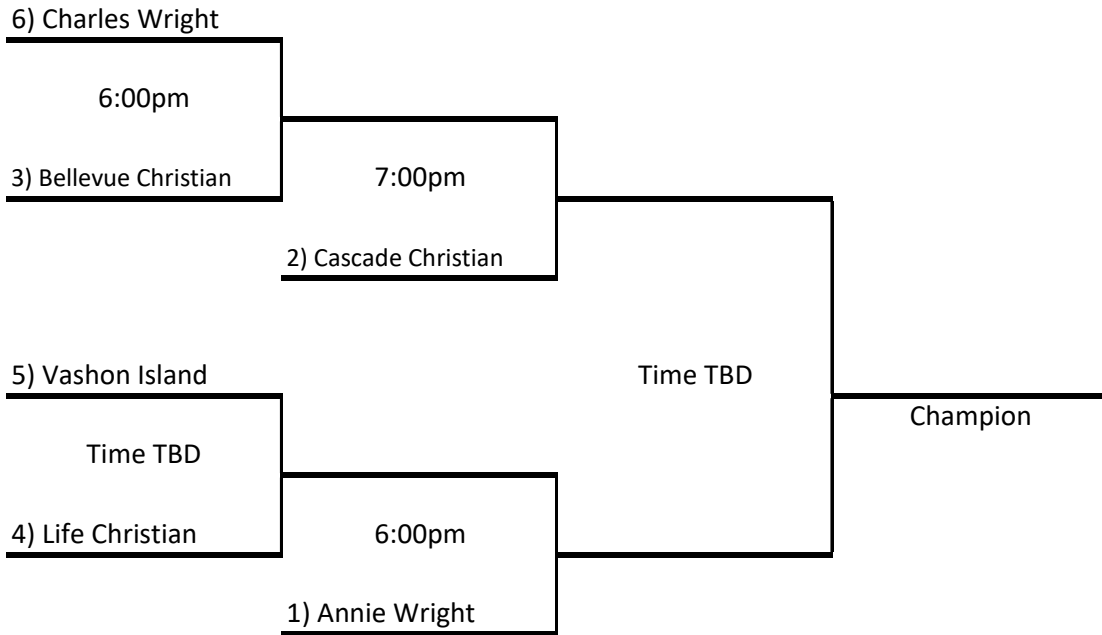 6) Charles Wright
6:00pm
3) Bellevue Christian
7:00pm
2) Cascade Christian
5) Vashon Island
Time TBD
Champion
Time TBD
4) Life Christian
6:00pm
1) Annie Wright